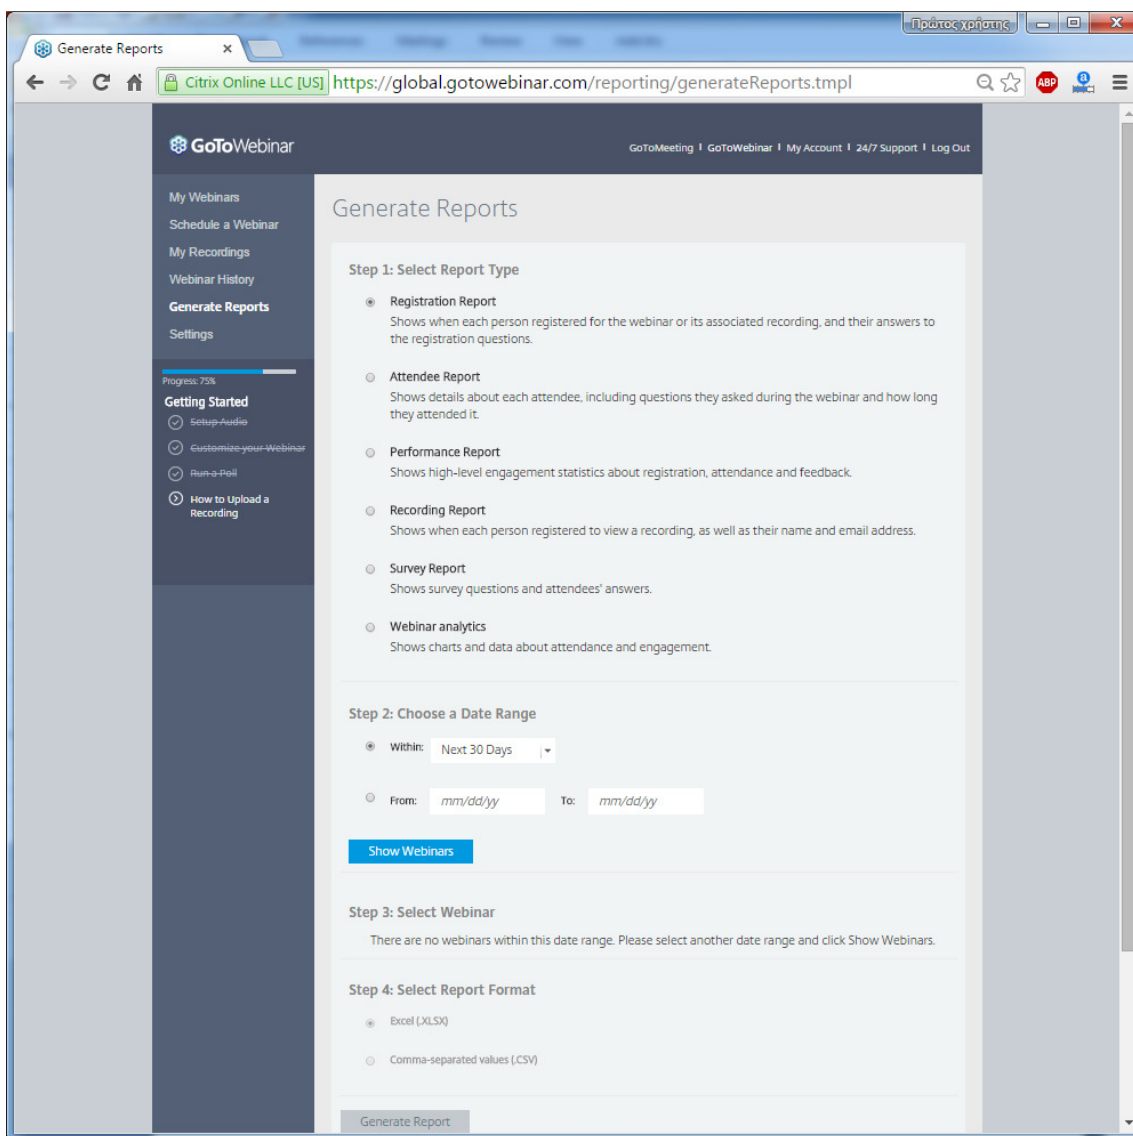 Πρώτος χρήστης
Generate Reports
Citrix Online LLC [US] https://global.gotowebinar.com/reporting/generateReports.tmpl
ABP
a
GoToWebinar
GoToMeeting | GoToWebinar | My Account | 24/7 Support | Log Out
My Webinars
Schedule a Webinar
My Recordings
Webinar History
Generate Reports
Settings
Progress: 75%
Getting Started
Setup Audio
Customize your Webinar
Run a Poll
How to Upload a
Recording
Generate Reports
Step 1: Select Report Type
Registration Report
Shows when each person registered for the webinar or its associated recording, and their answers to
the registration questions.
Attendee Report
Shows details about each attendee, including questions they asked during the webinar and how long
they attended it.
Performance Report
Shows high-level engagement statistics about registration, attendance and feedback.
Recording Report
Shows when each person registered to view a recording, as well as their name and email address.
Survey Report
Shows survey questions and attendees' answers.
Webinar analytics
Shows charts and data about attendance and engagement.
Step 2: Choose a Date Range
Within: Next 30 Days
From: mm/dd/yy To: mm/dd/yy
Show Webinars
Step 3: Select Webinar
There are no webinars within this date range. Please select another date range and click Show Webinars.
Step 4: Select Report Format
Excel (.XLSX)
Comma-separated values (.CSV)
Generate Report